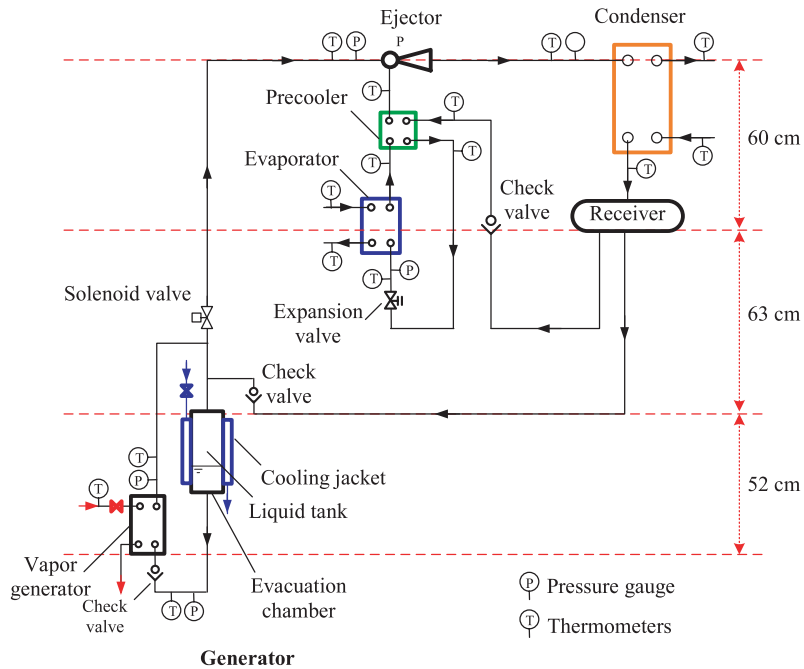 Ejector
Condenser
T
P
P
T
T
T
Precooler
T
60 cm
T
T
T
T
Evaporator
T
Check
valve
Receiver
T
T
P
Solenoid valve
Expansion
valve
63 cm
Check
valve
T
P
T
Cooling jacket
Liquid tank
52 cm
Vapor
generator
Evacuation
chamber
Check
valve
T
P
P
Pressure gauge
T
Thermometers
Generator